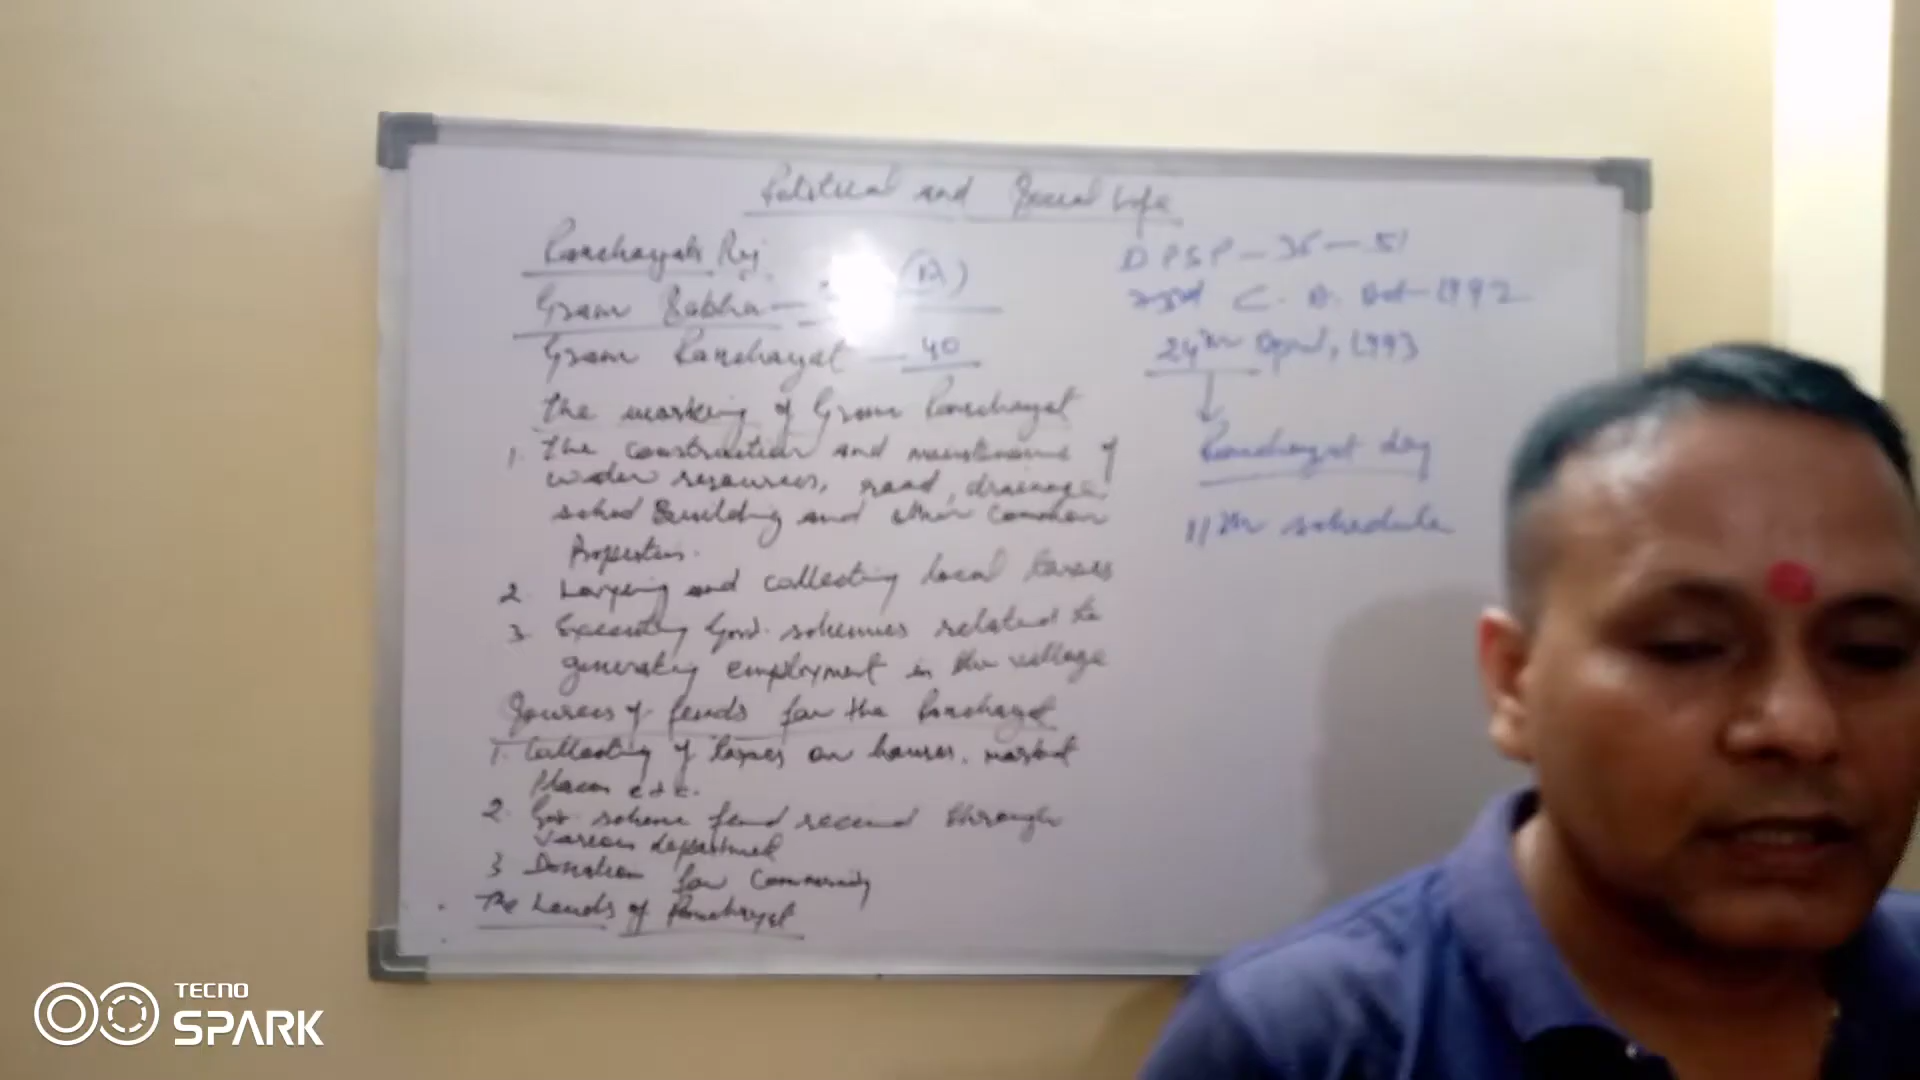 Political and Social Life
Panchayati Raj
Gram Sabha —
Gram Panchayat — 40
The working of Gram Panchayat
1. The construction and maintenance of
water resources, road, drainage,
school Building and other common
Properties.
2. Levying and collecting local taxes
3. Executing Govt. schemes related to
generating employment in the village
Sources of funds for the Panchayat
1. Collecting of taxes on houses, market
places etc.
2. Govt scheme fund received through
various department
3 Donation for Community
The Lands of Panchayat
DPSP — 36 — 51
73rd C. A. Act - 1992
24th April, 1993
Panchayat day
11th schedule
TECNO
SPARK